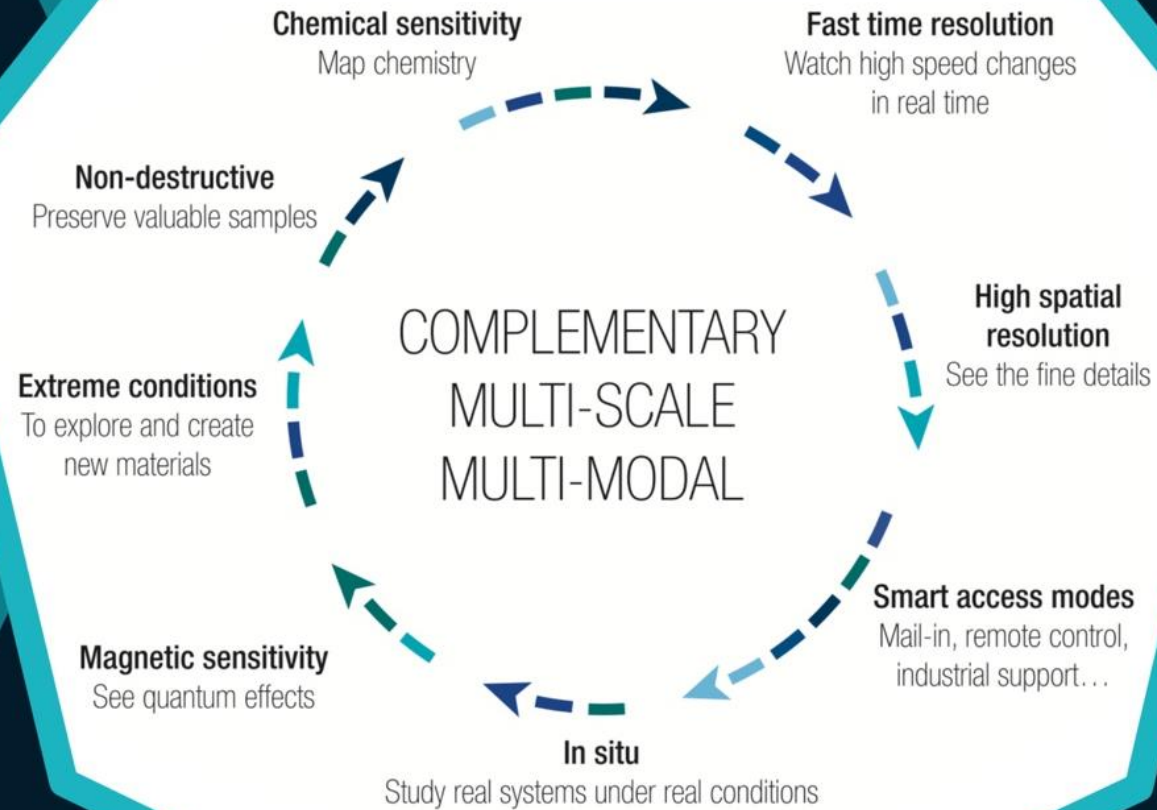 Chemical sensitivity
Map chemistry
Fast time resolution
Watch high speed changes
in real time
High spatial
resolution
See the fine details
Smart access modes
Mail-in, remote control,
industrial support…
In situ
Study real systems under real conditions
Magnetic sensitivity
See quantum effects
Extreme conditions
To explore and create
new materials
Non-destructive
Preserve valuable samples
COMPLEMENTARY
MULTI-SCALE
MULTI-MODAL